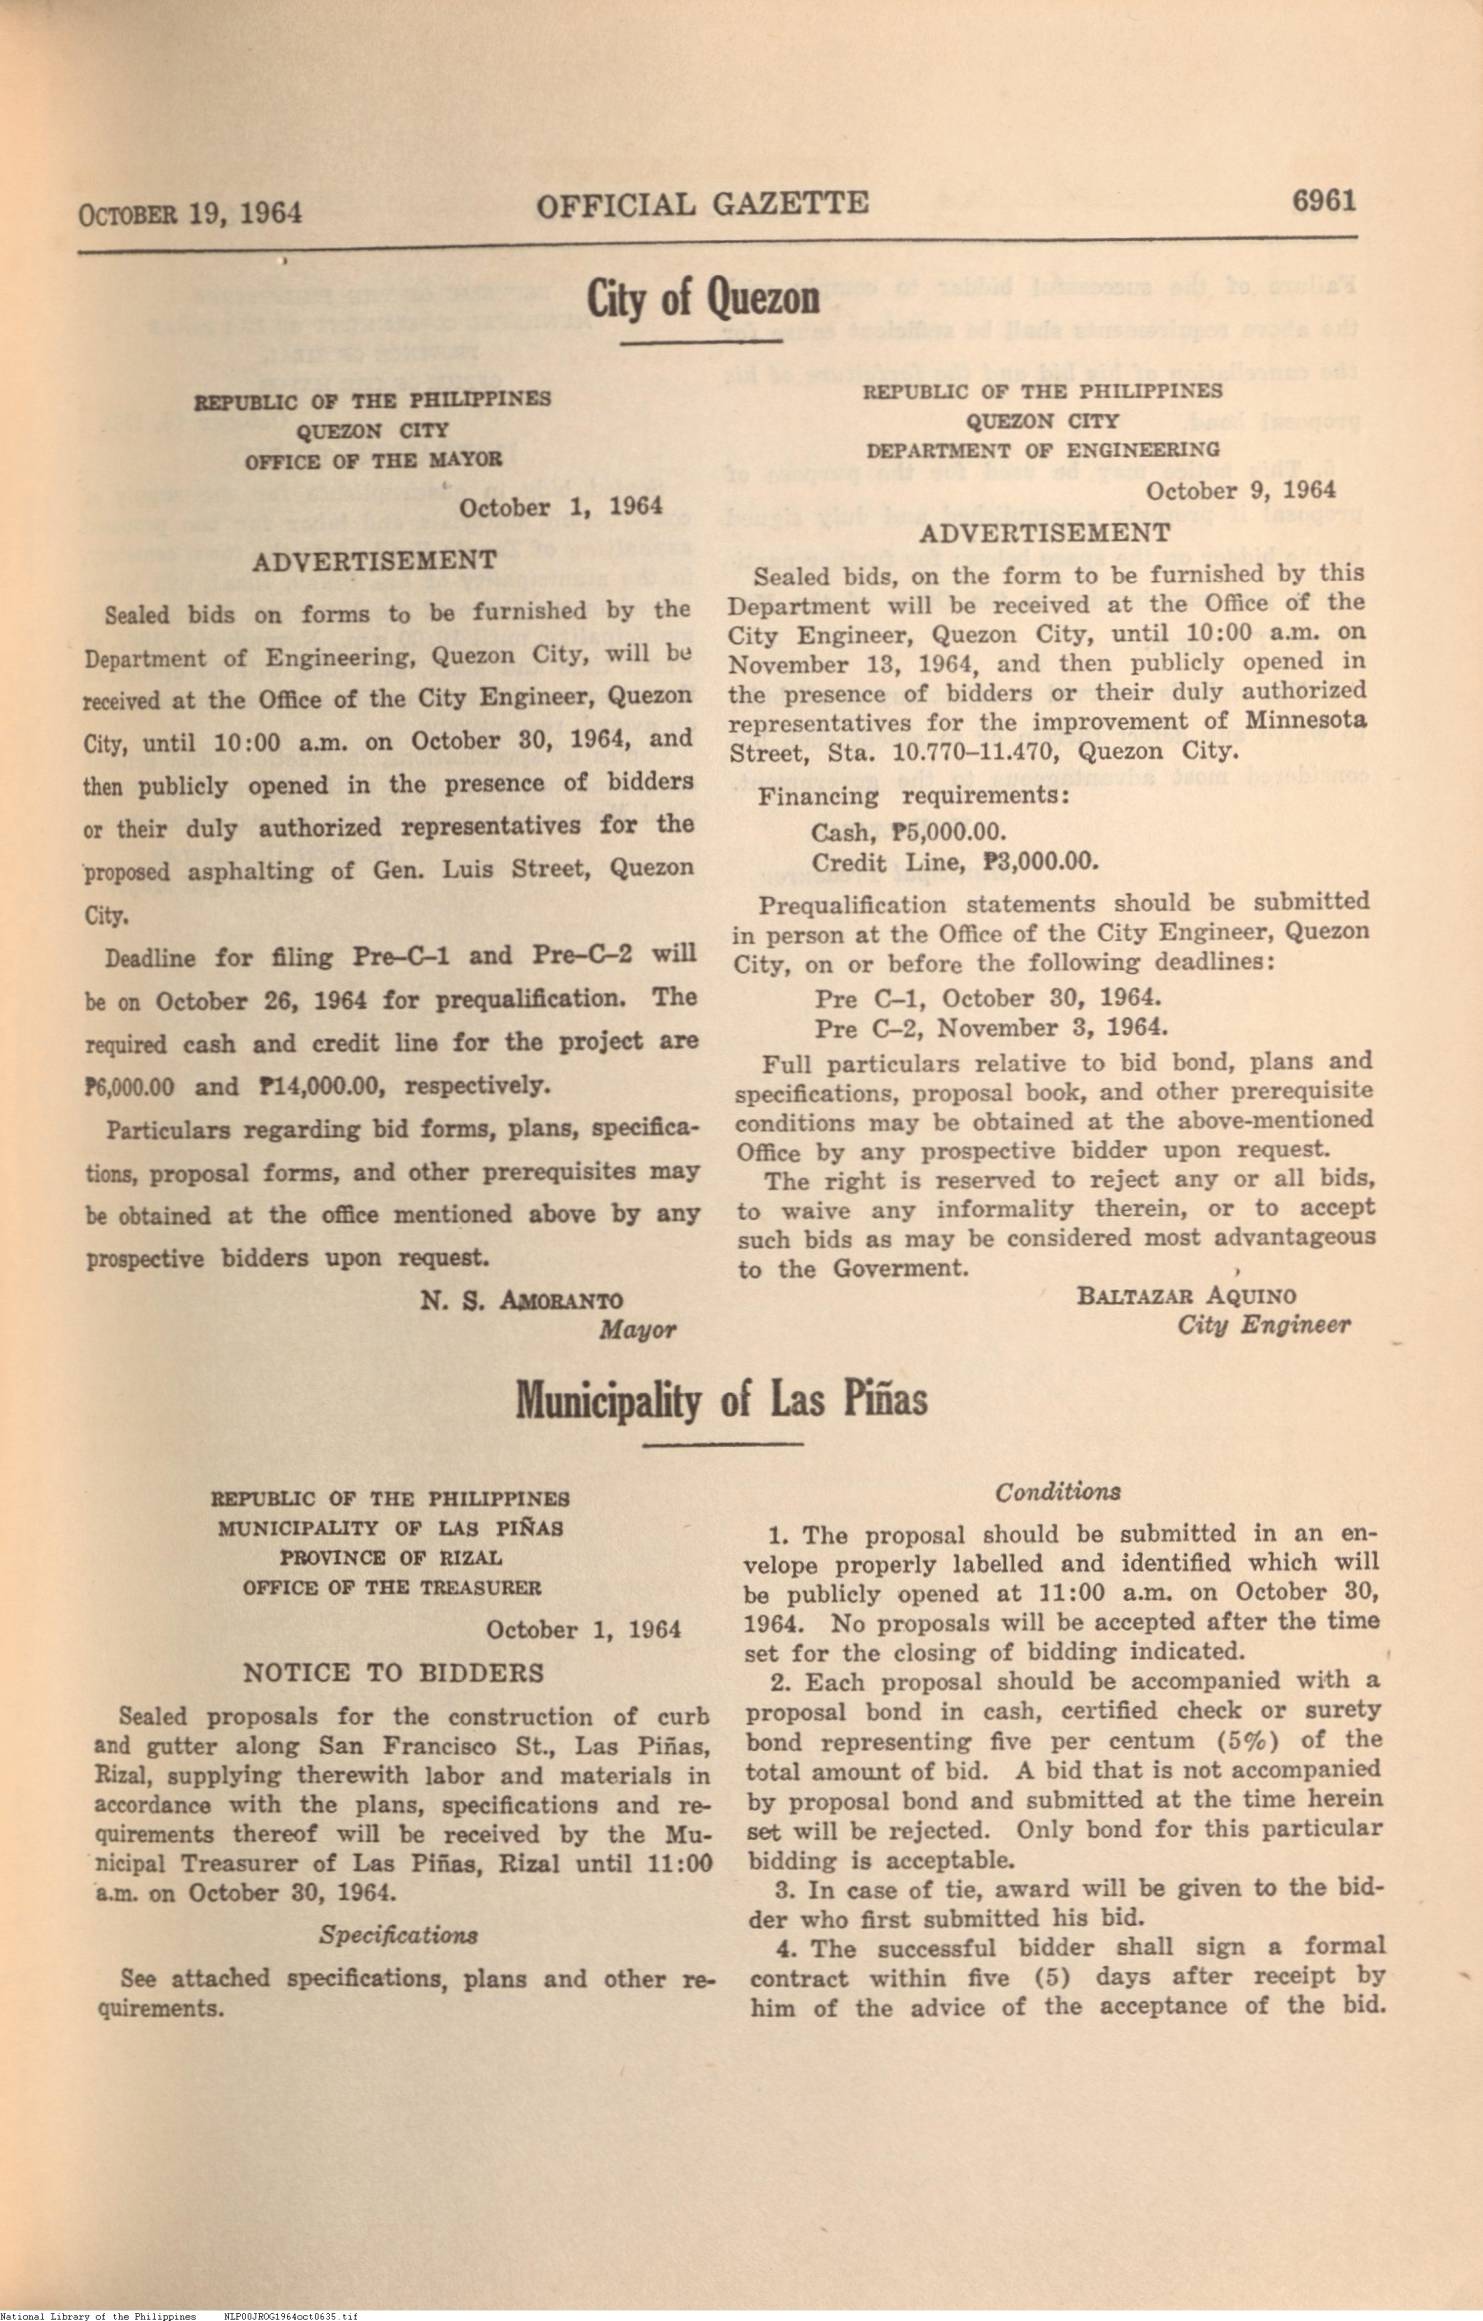 OCTOBER 19, 1964 OFFICIAL GAZETTE 6961
City of Quezon
REPUBLIC OF THE PHILIPPINES
QUEZON CITY
OFFICE OF THE MAYOR
October 1, 1964
ADVERTISEMENT
Sealed bids on forms to be furnished by the
Department of Engineering, Quezon City, will be
received at the Office of the City Engineer, Quezon
City, until 10:00 a.m. on October 30, 1964, and
then publicly opened in the presence of bidders
or their duly authorized representatives for the
proposed asphalting of Gen. Luis Street, Quezon
City.
Deadline for filing Pre–C–1 and Pre–C–2 will
be on October 26, 1964 for prequalification. The
required cash and credit line for the project are
₱6,000.00 and ₱14,000.00, respectively.
Particulars regarding bid forms, plans, specifica-
tions, proposal forms, and other prerequisites may
be obtained at the office mentioned above by any
prospective bidders upon request.
N. S. AMORANTO
Mayor
REPUBLIC OF THE PHILIPPINES
QUEZON CITY
DEPARTMENT OF ENGINEERING
October 9, 1964
ADVERTISEMENT
Sealed bids, on the form to be furnished by this
Department will be received at the Office of the
City Engineer, Quezon City, until 10:00 a.m. on
November 13, 1964, and then publicly opened in
the presence of bidders or their duly authorized
representatives for the improvement of Minnesota
Street, Sta. 10.770–11.470, Quezon City.
Financing requirements:
Cash, ₱5,000.00.
Credit Line, ₱3,000.00.
Prequalification statements should be submitted
in person at the Office of the City Engineer, Quezon
City, on or before the following deadlines:
Pre C–1, October 30, 1964.
Pre C–2, November 3, 1964.
Full particulars relative to bid bond, plans and
specifications, proposal book, and other prerequisite
conditions may be obtained at the above-mentioned
Office by any prospective bidder upon request.
The right is reserved to reject any or all bids,
to waive any informality therein, or to accept
such bids as may be considered most advantageous
to the Goverment.
BALTAZAR AQUINO
City Engineer
Municipality of Las Piñas
REPUBLIC OF THE PHILIPPINES
MUNICIPALITY OF LAS PIÑAS
PROVINCE OF RIZAL
OFFICE OF THE TREASURER
October 1, 1964
NOTICE TO BIDDERS
Sealed proposals for the construction of curb
and gutter along San Francisco St., Las Piñas,
Rizal, supplying therewith labor and materials in
accordance with the plans, specifications and re-
quirements thereof will be received by the Mu-
nicipal Treasurer of Las Piñas, Rizal until 11:00
a.m. on October 30, 1964.
Specifications
See attached specifications, plans and other re-
quirements.
Conditions
1. The proposal should be submitted in an en-
velope properly labelled and identified which will
be publicly opened at 11:00 a.m. on October 30,
1964. No proposals will be accepted after the time
set for the closing of bidding indicated.
2. Each proposal should be accompanied with a
proposal bond in cash, certified check or surety
bond representing five per centum (5%) of the
total amount of bid. A bid that is not accompanied
by proposal bond and submitted at the time herein
set will be rejected. Only bond for this particular
bidding is acceptable.
3. In case of tie, award will be given to the bid-
der who first submitted his bid.
4. The successful bidder shall sign a formal
contract within five (5) days after receipt by
him of the advice of the acceptance of the bid.
National Library of the Philippines NLP00JROG1964oct0635.tif